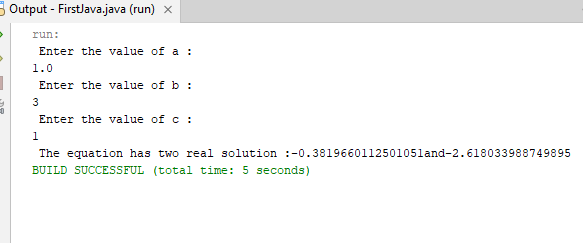 Output - FirstJava.java (run) ×
run:
Enter the value of a :
1.0
Enter the value of b :
3
Enter the value of c :
1
The equation has two real solution :-0.3819660112501051and-2.618033988749895
BUILD SUCCESSFUL (total time: 5 seconds)